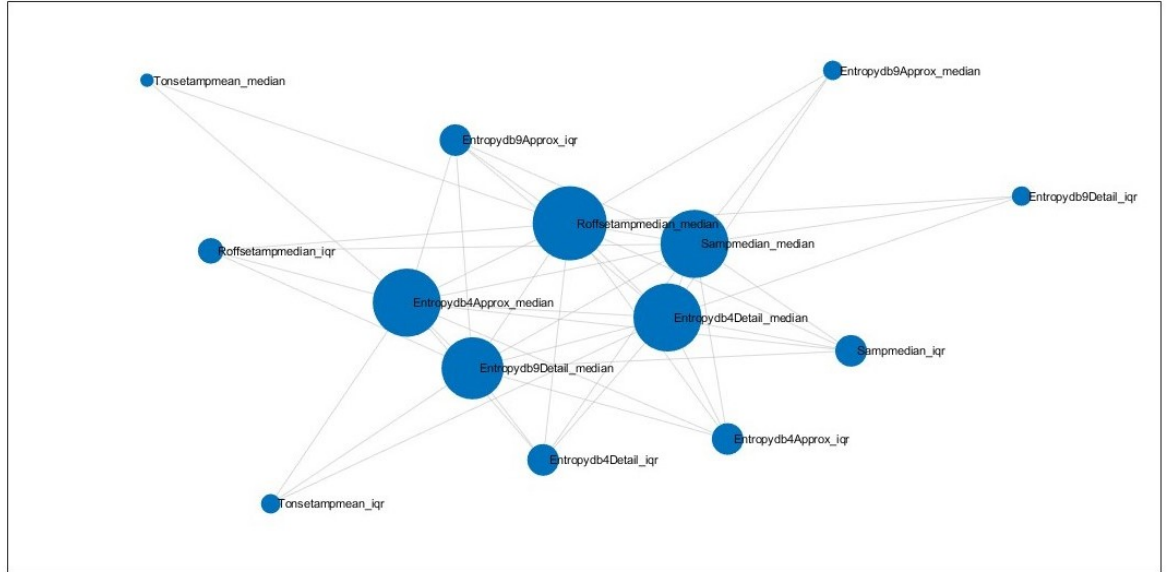 Entropydb9Approx_median
Tonsetampmean_median
Entropydb9Approx_iqr
Entropydb9Detail_iqr
Roffsetampmedian_median
Sampmedian_median
Roffsetampmedian_iqr
Entropydb4Approx_median
Entropydb4Detail_median
Sampmedian_iqr
Entropydb9Detail_median
Entropydb4Approx_iqr
Entropydb4Detail_iqr
Tonsetampmean_iqr